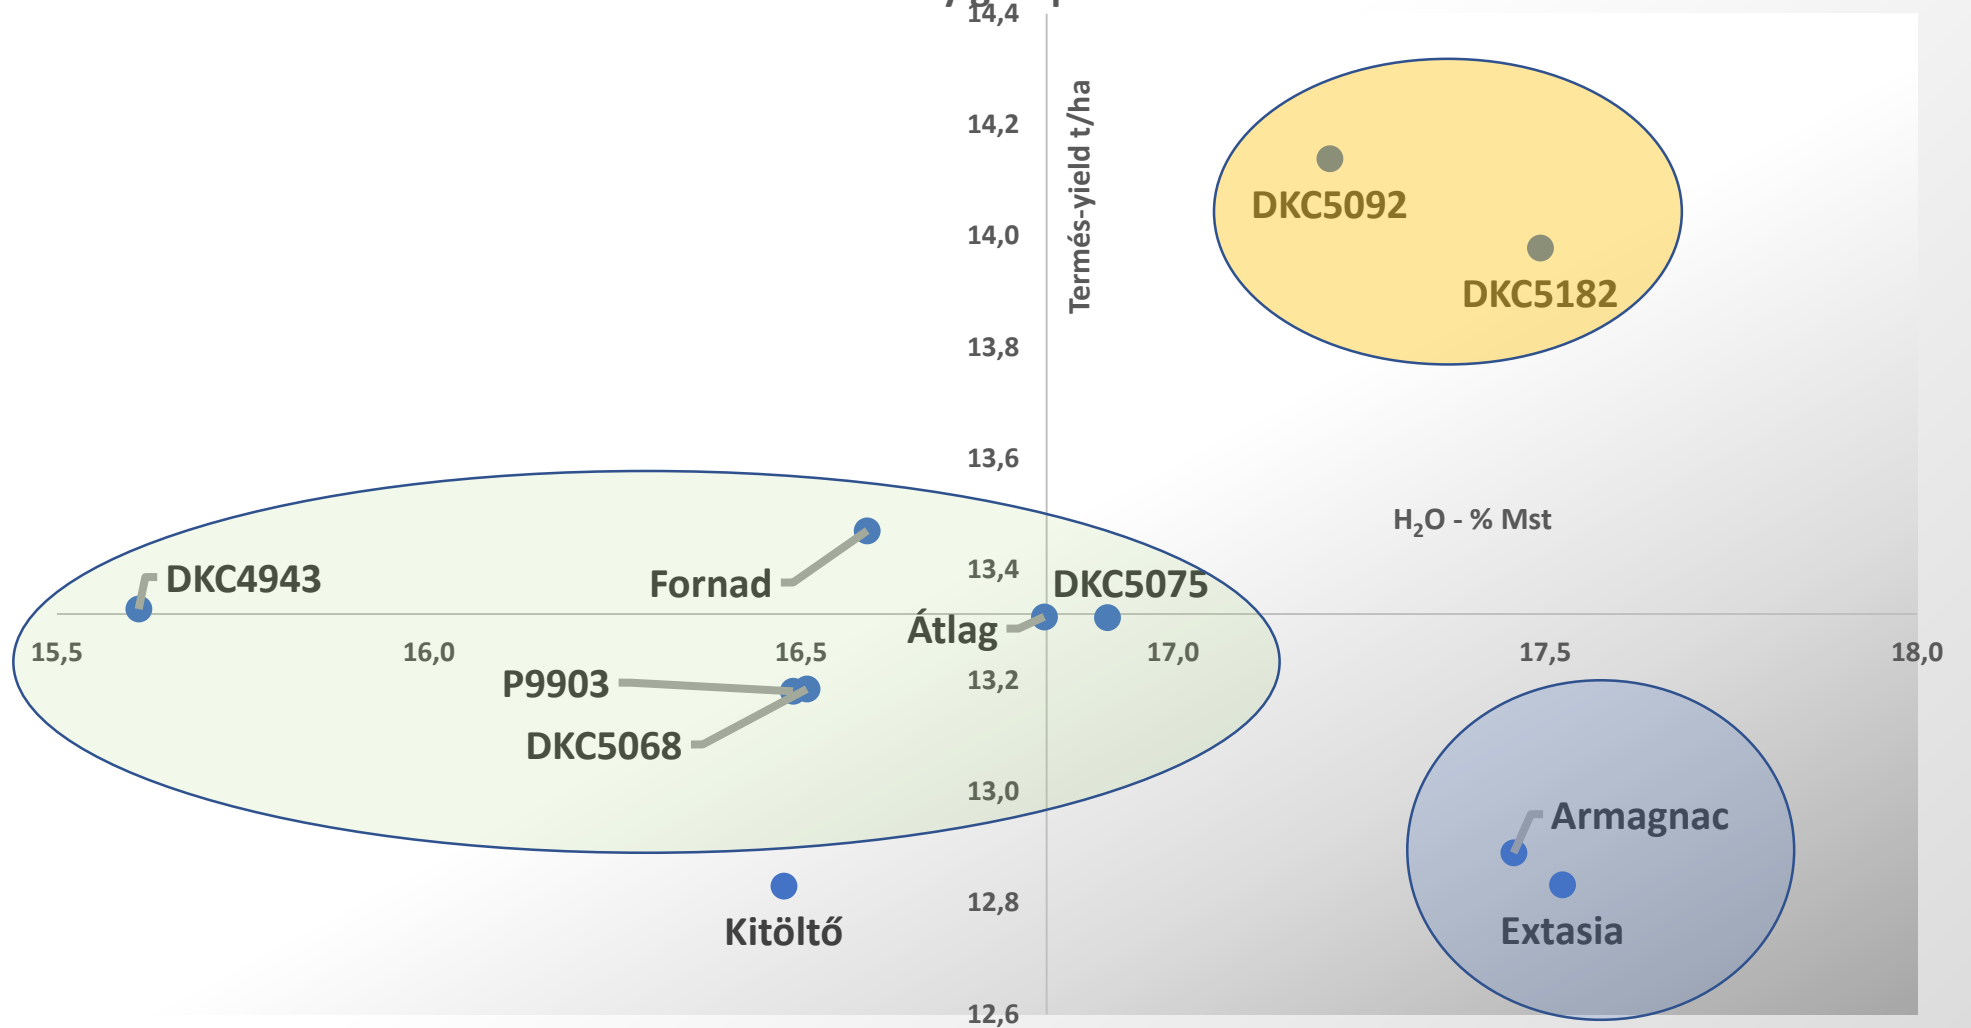 14,4
14,2
14,0
13,8
13,6
13,4
13,2
13,0
12,8
12,6
Termés-yield t/ha
DKC5092
DKC5182
H₂O - % Mst
DKC4943
Fornad
DKC5075
Átlag
15,5
16,0
16,5
17,0
17,5
18,0
P9903
DKC5068
Armagnac
Kitöltő
Extasia